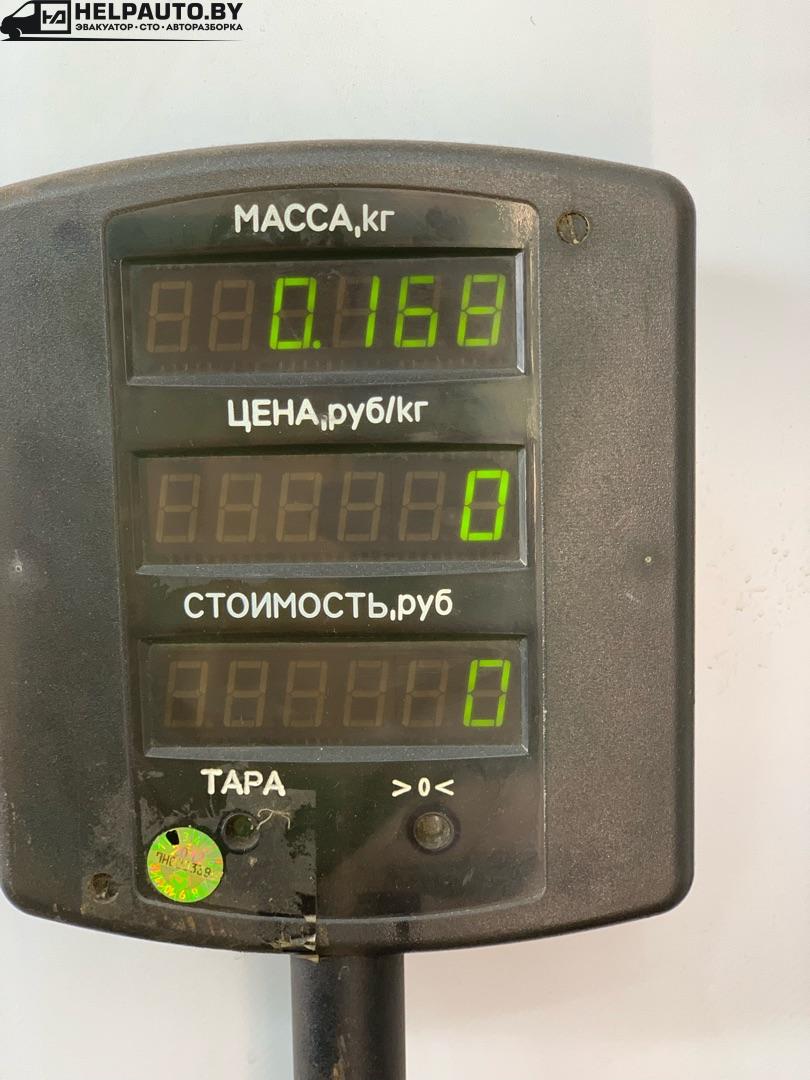 HELPAUTO.BY
ЭВАКУАТОР·СТО·АВТОРАЗБОРКА
МАССА,кг
0.168
ЦЕНА,руб/кг
0
СТОИМОСТЬ,руб
0
ТАРА >0<